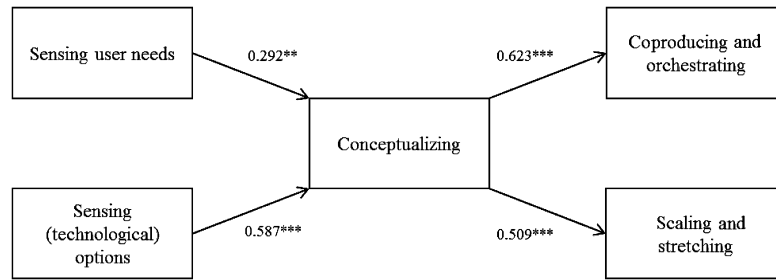 Sensing user needs
0.292**
0.623***
Coproducing and
orchestrating
Conceptualizing
Sensing
(technological)
options
0.587***
0.509***
Scaling and
stretching